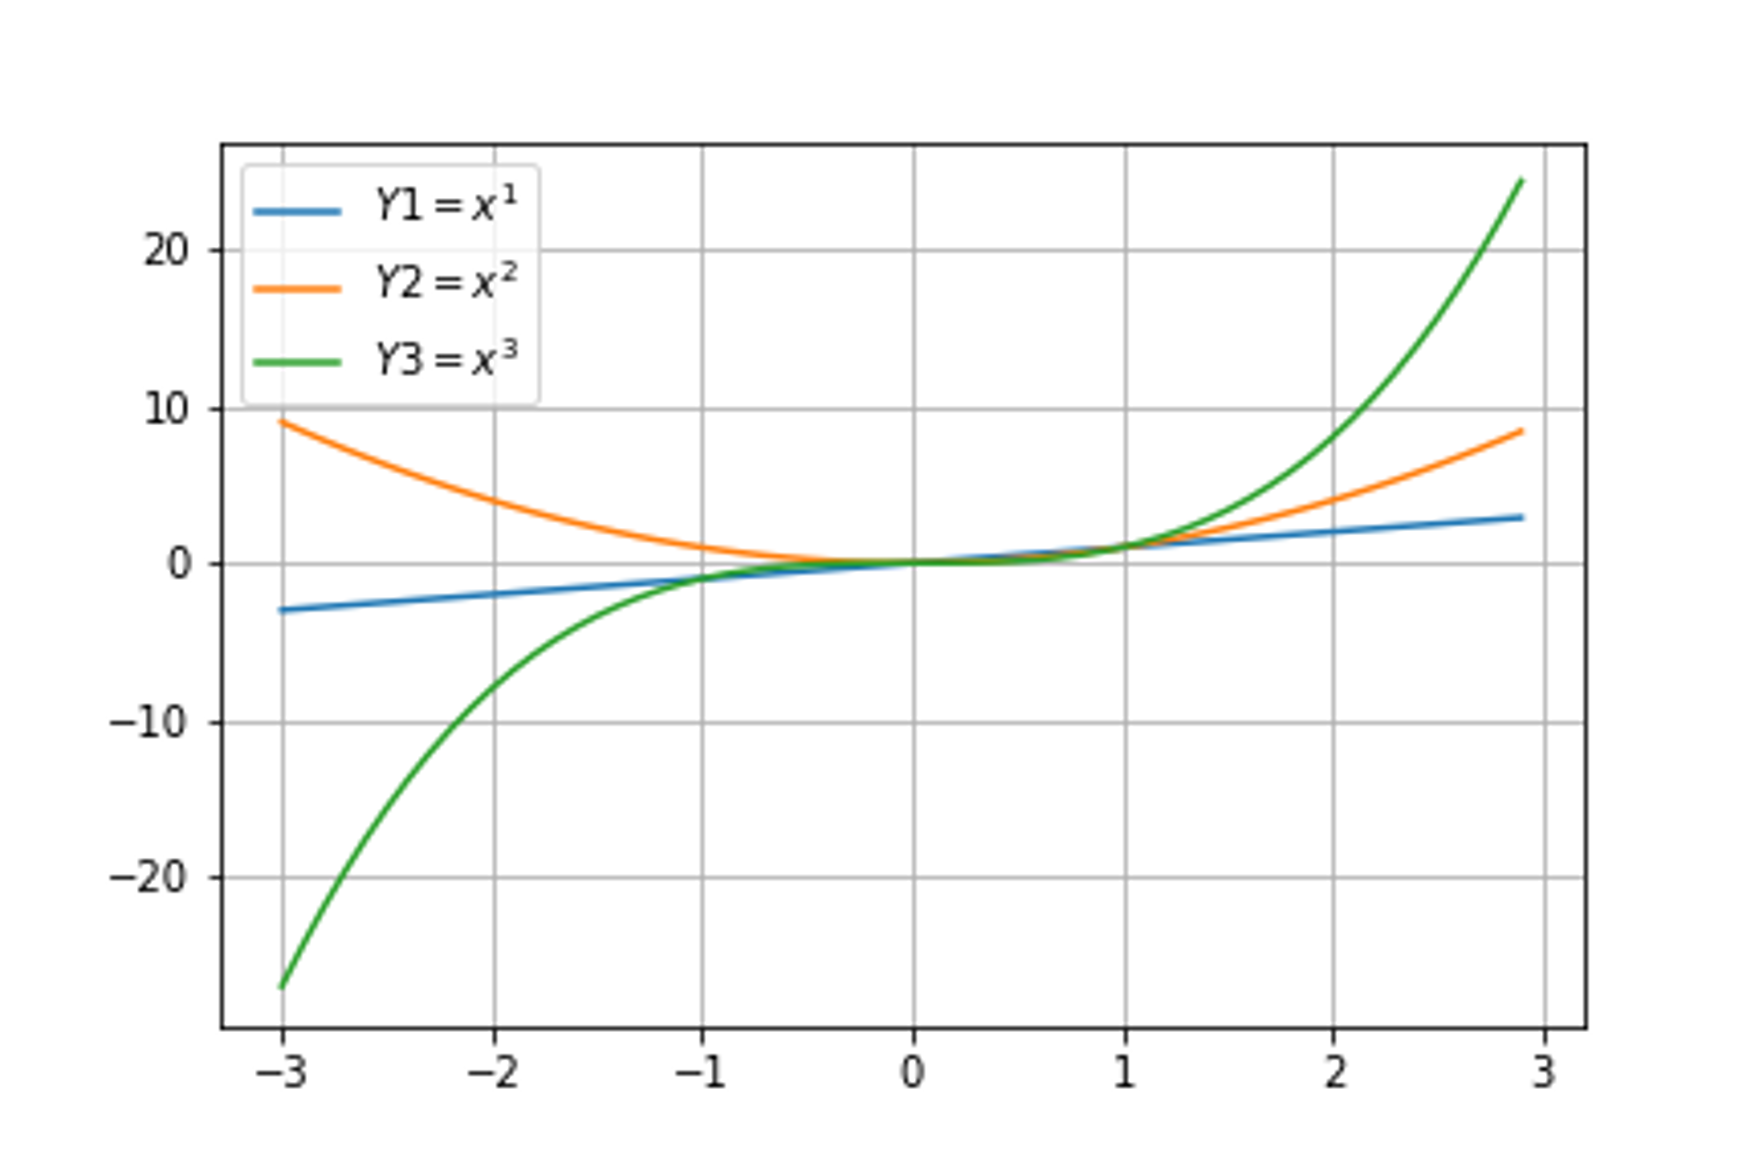 Y1 = x¹
Y2 = x²
Y3 = x³
20
10
0
−10
−20
−3 −2 −1 0 1 2 3